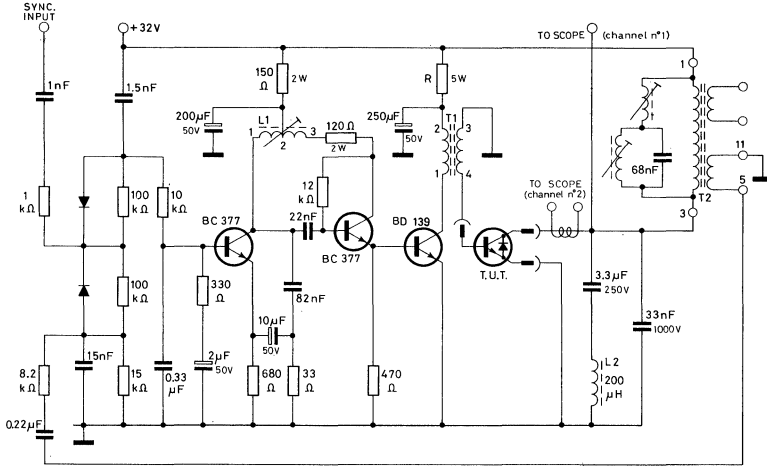 SYNC.
INPUT
+32V
TO SCOPE (channel n°1)
1nF
1.5nF
150
Ω
2W
R
5W
1
200μF
50V
L1
1
2
3
120Ω
2W
250μF
50V
T1
2
3
1
4
68nF
11
5
T2
3
1
kΩ
100
kΩ
10
kΩ
12
kΩ
BC 377
22nF
BC 377
BD 139
TO SCOPE
(channel n°2)
T.U.T.
100
kΩ
330
Ω
82nF
3.3μF
250V
33nF
1000V
10μF
50V
15nF
2μF
50V
8.2
kΩ
15
kΩ
0.33
μF
680
Ω
33
Ω
470
Ω
L2
200
μH
0.22μF